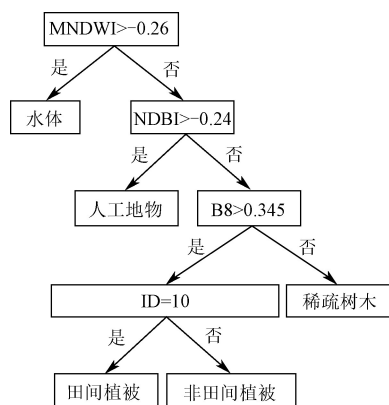 MNDWI>−0.26
是 否
水体 NDBI>−0.24
是 否
人工地物 B8>0.345
是 否
ID=10 稀疏树木
是 否
田间植被 非田间植被